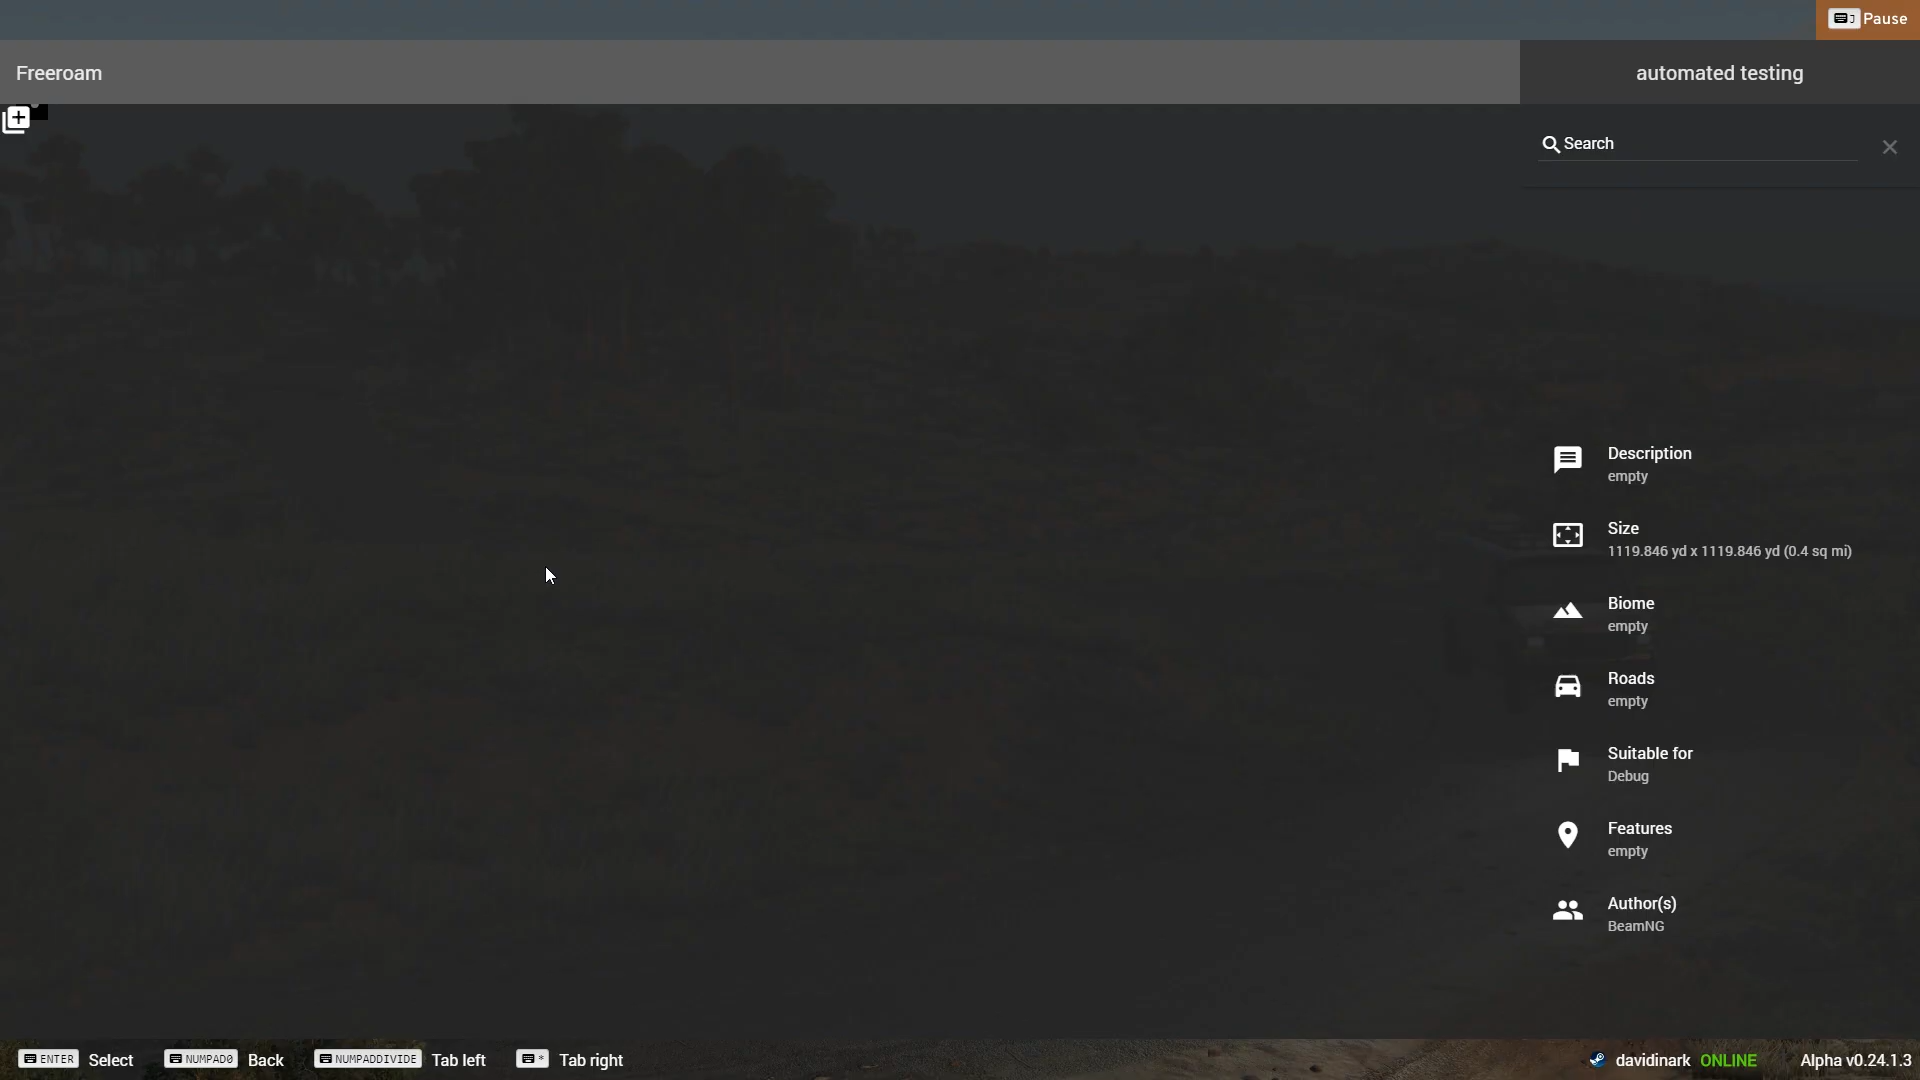 J Pause
Freeroam
automated testing
Search
Description
empty
Size
1119.846 yd x 1119.846 yd (0.4 sq mi)
Biome
empty
Roads
empty
Suitable for
Debug
Features
empty
Author(s)
BeamNG
ENTER Select NUMPAD0 Back NUMPADDIVIDE Tab left * Tab right
davidinark ONLINE Alpha v0.24.1.3